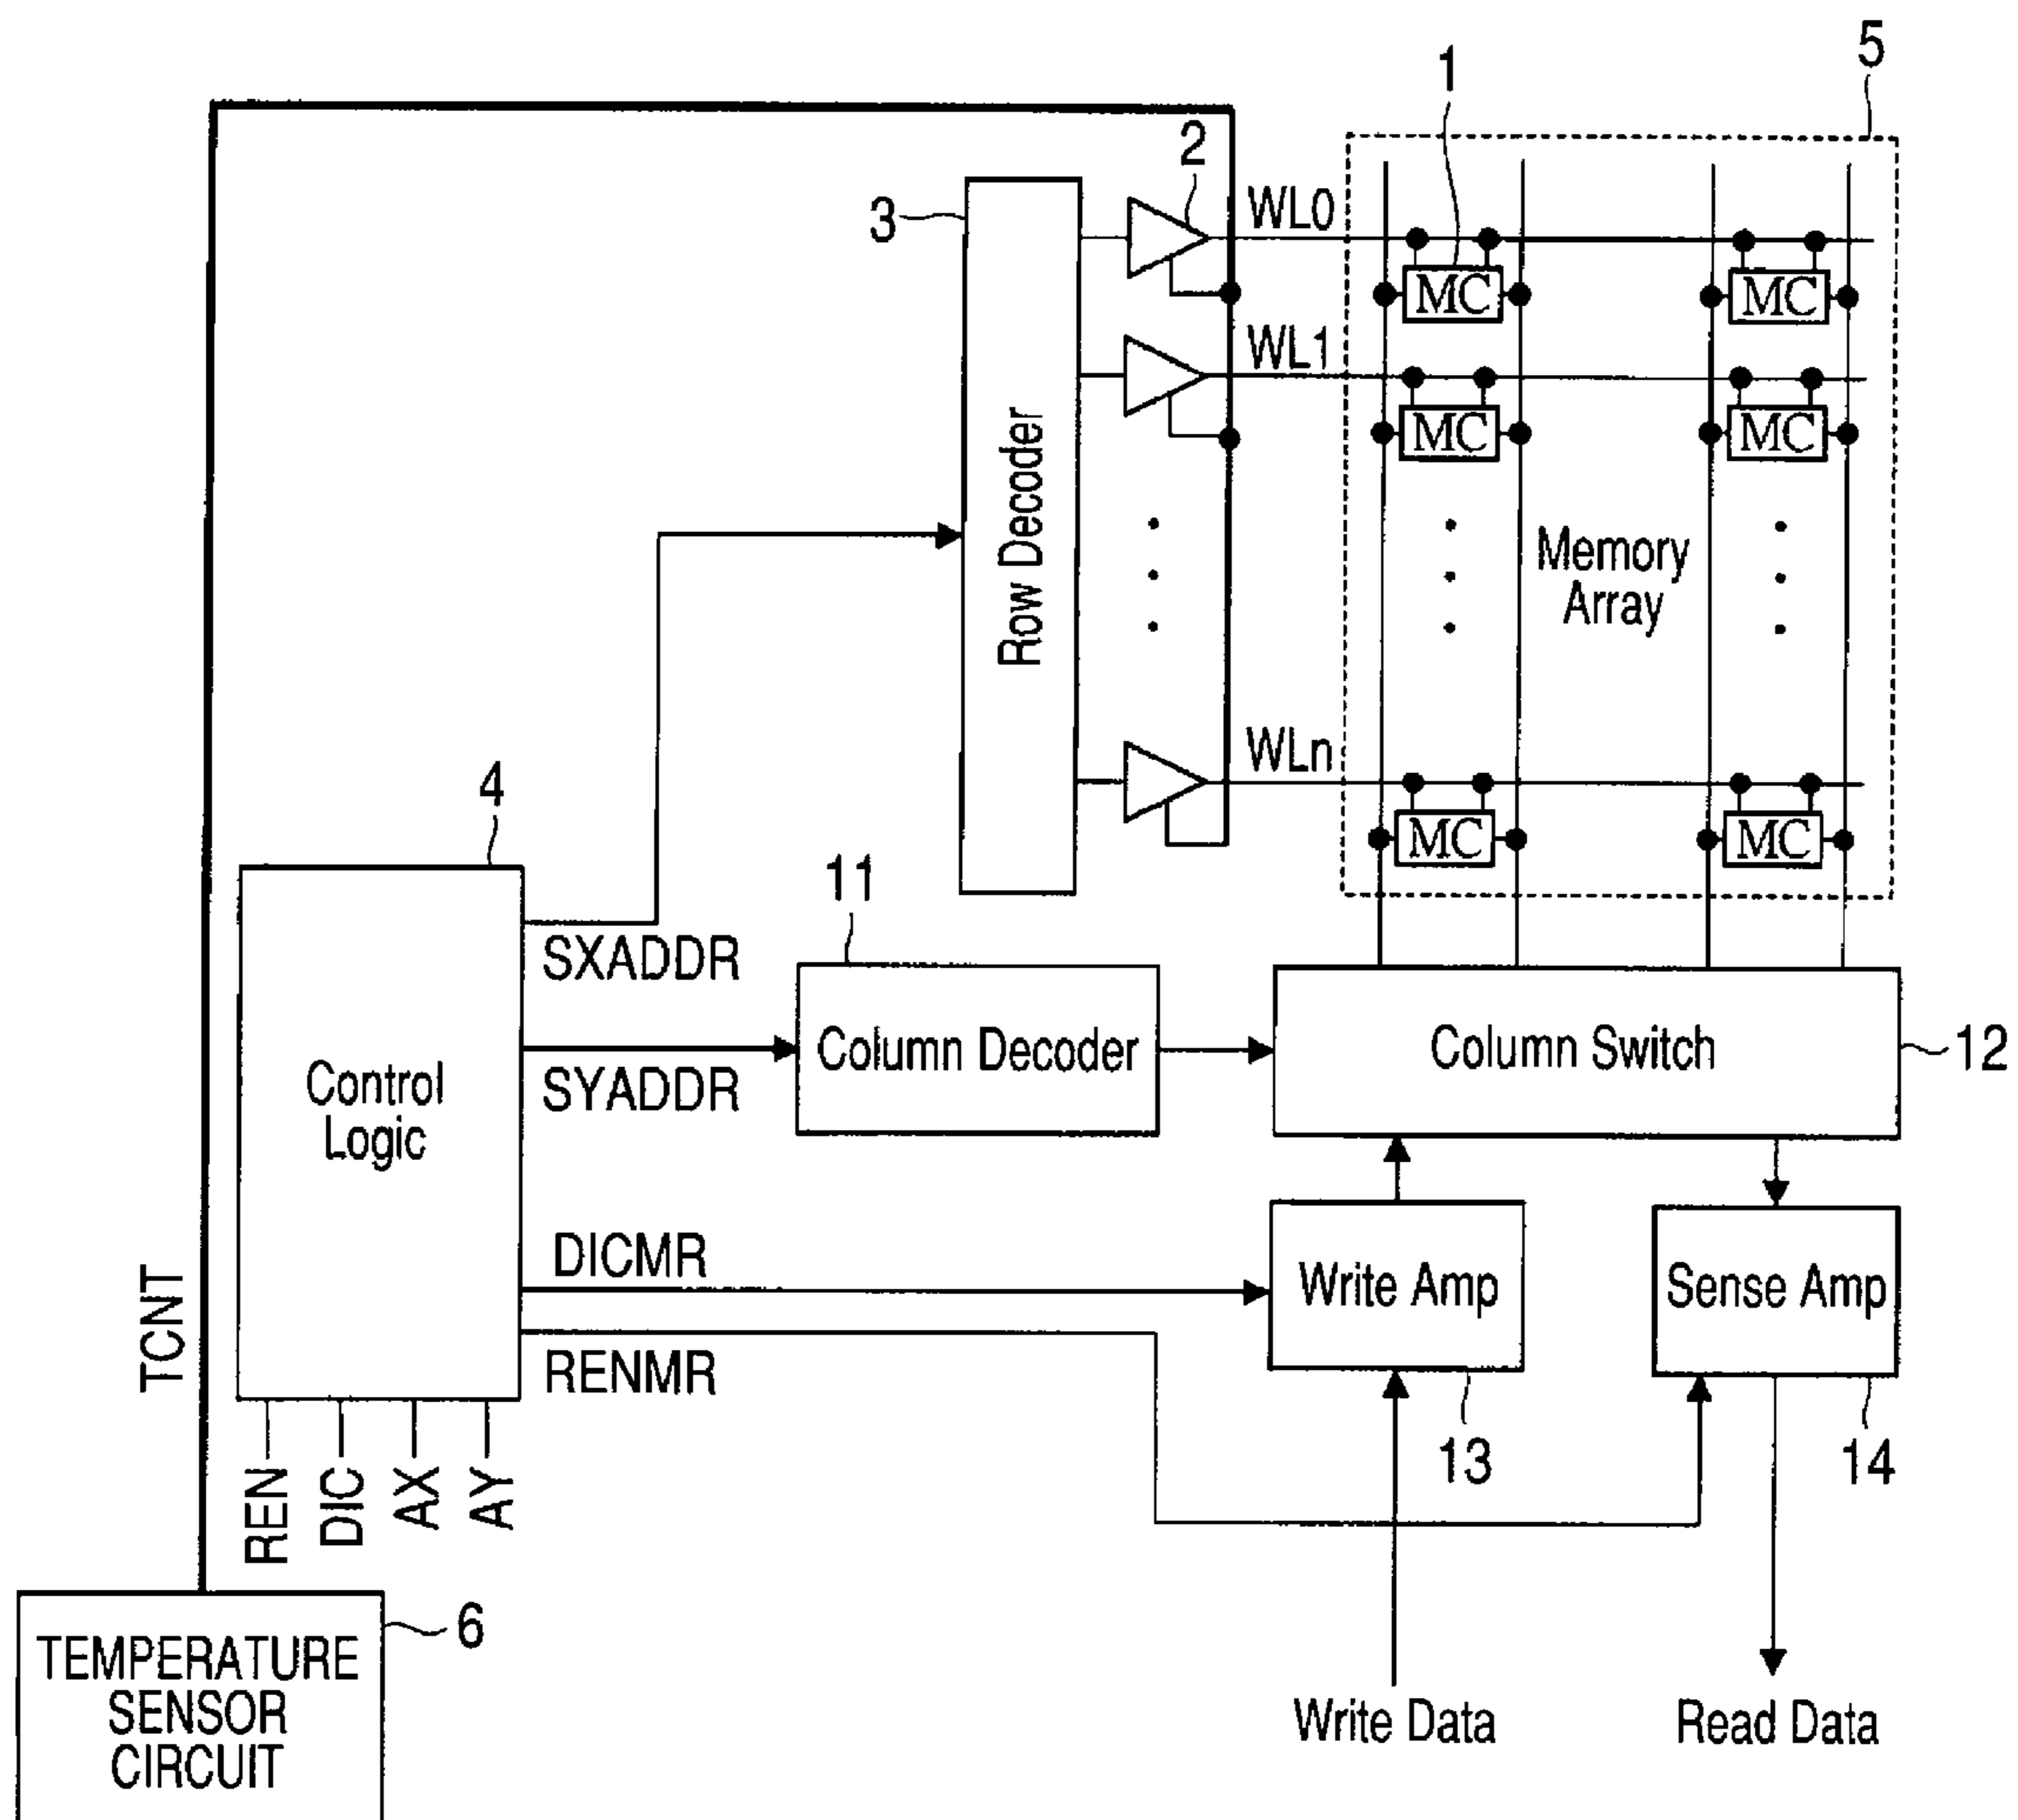 5
1
2
3
WL0
MC
MC
WL1
MC
MC
Row Decoder
Memory
Array
WLn
MC
MC
4
11
SXADDR
Control
Logic
SYADDR
Column Decoder
Column Switch
12
DICMR
Write Amp
Sense Amp
RENMR
TCNT
13
14
REN
DIC
AX
AY
6
TEMPERATURE
SENSOR
CIRCUIT
Write Data
Read Data